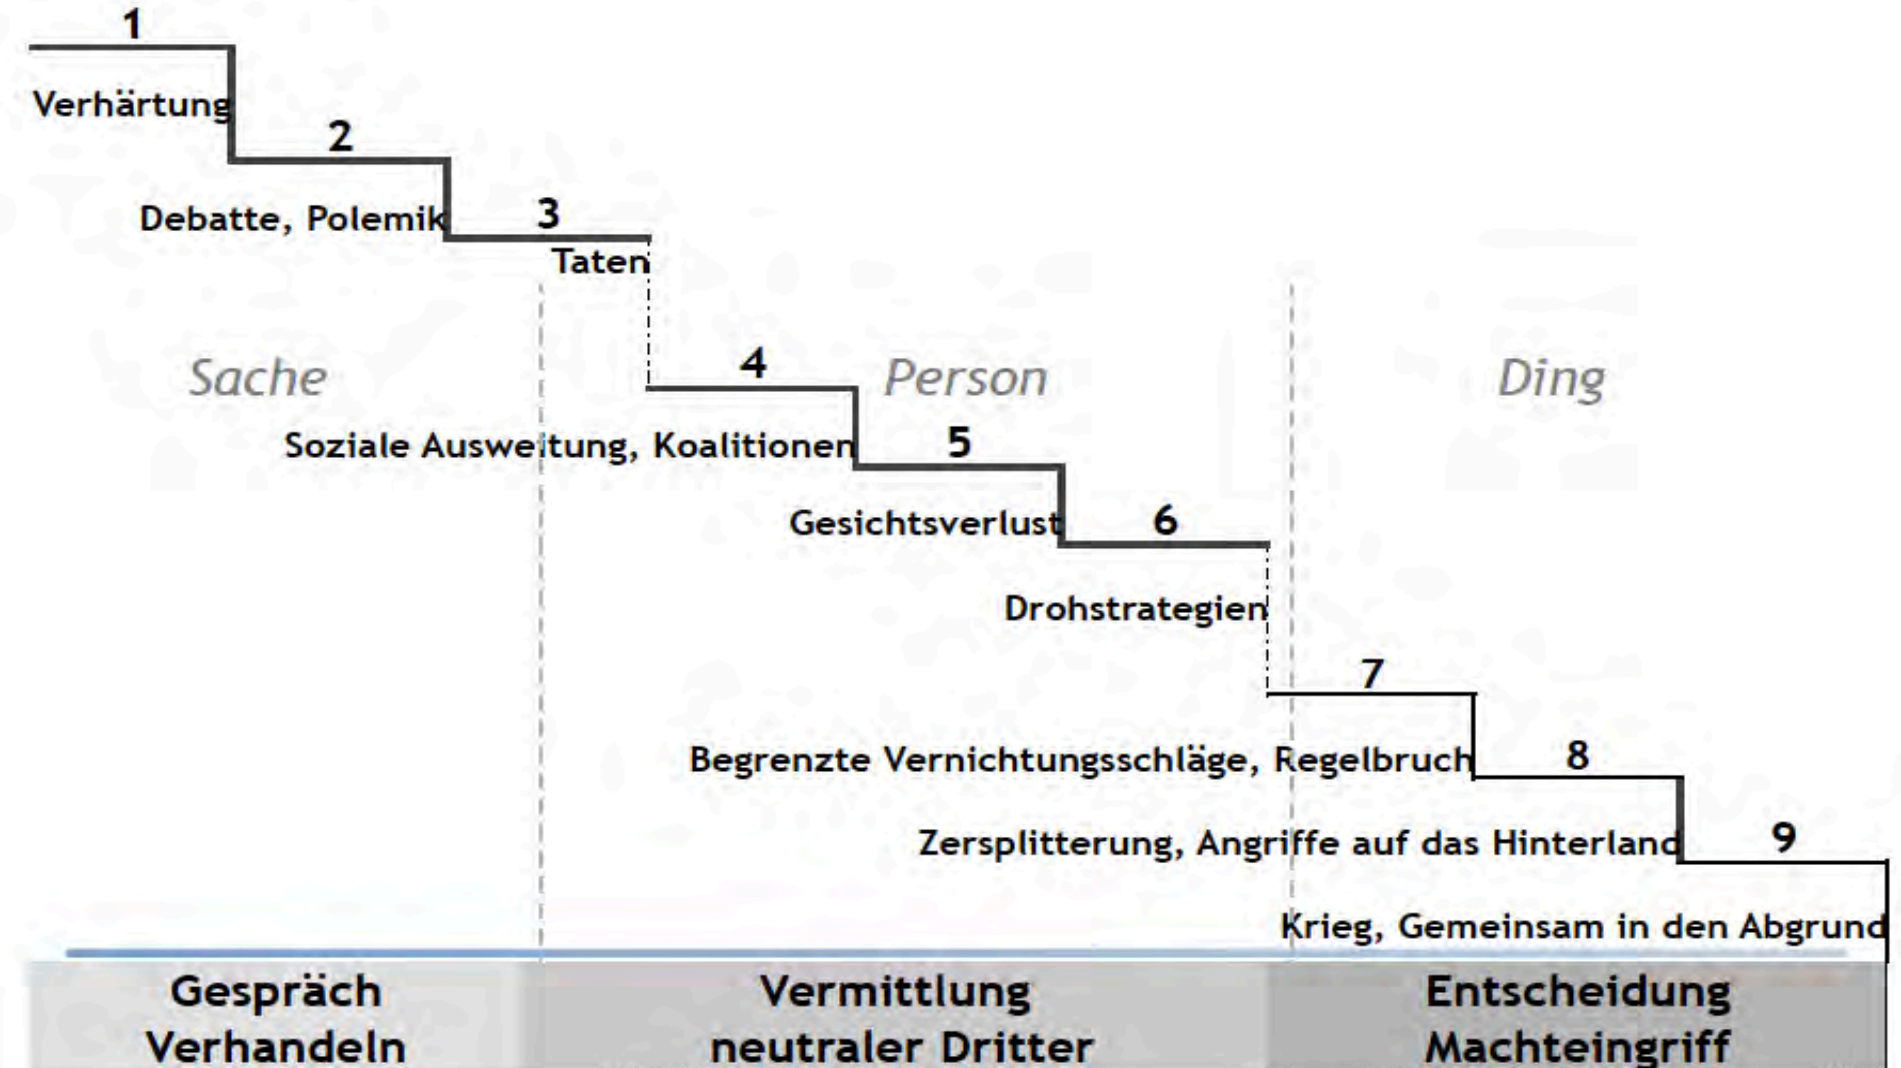 1
Verhärtung
2
Debatte, Polemik
3
Taten
Sache
4
Person
Ding
Soziale Ausweitung, Koalitionen
5
Gesichtsverlust
6
Drohstrategien
7
Begrenzte Vernichtungsschläge, Regelbruch
8
Zersplitterung, Angriffe auf das Hinterland
9
Krieg, Gemeinsam in den Abgrund
Gespräch
Verhandeln
Vermittlung
neutraler Dritter
Entscheidung
Machteingriff